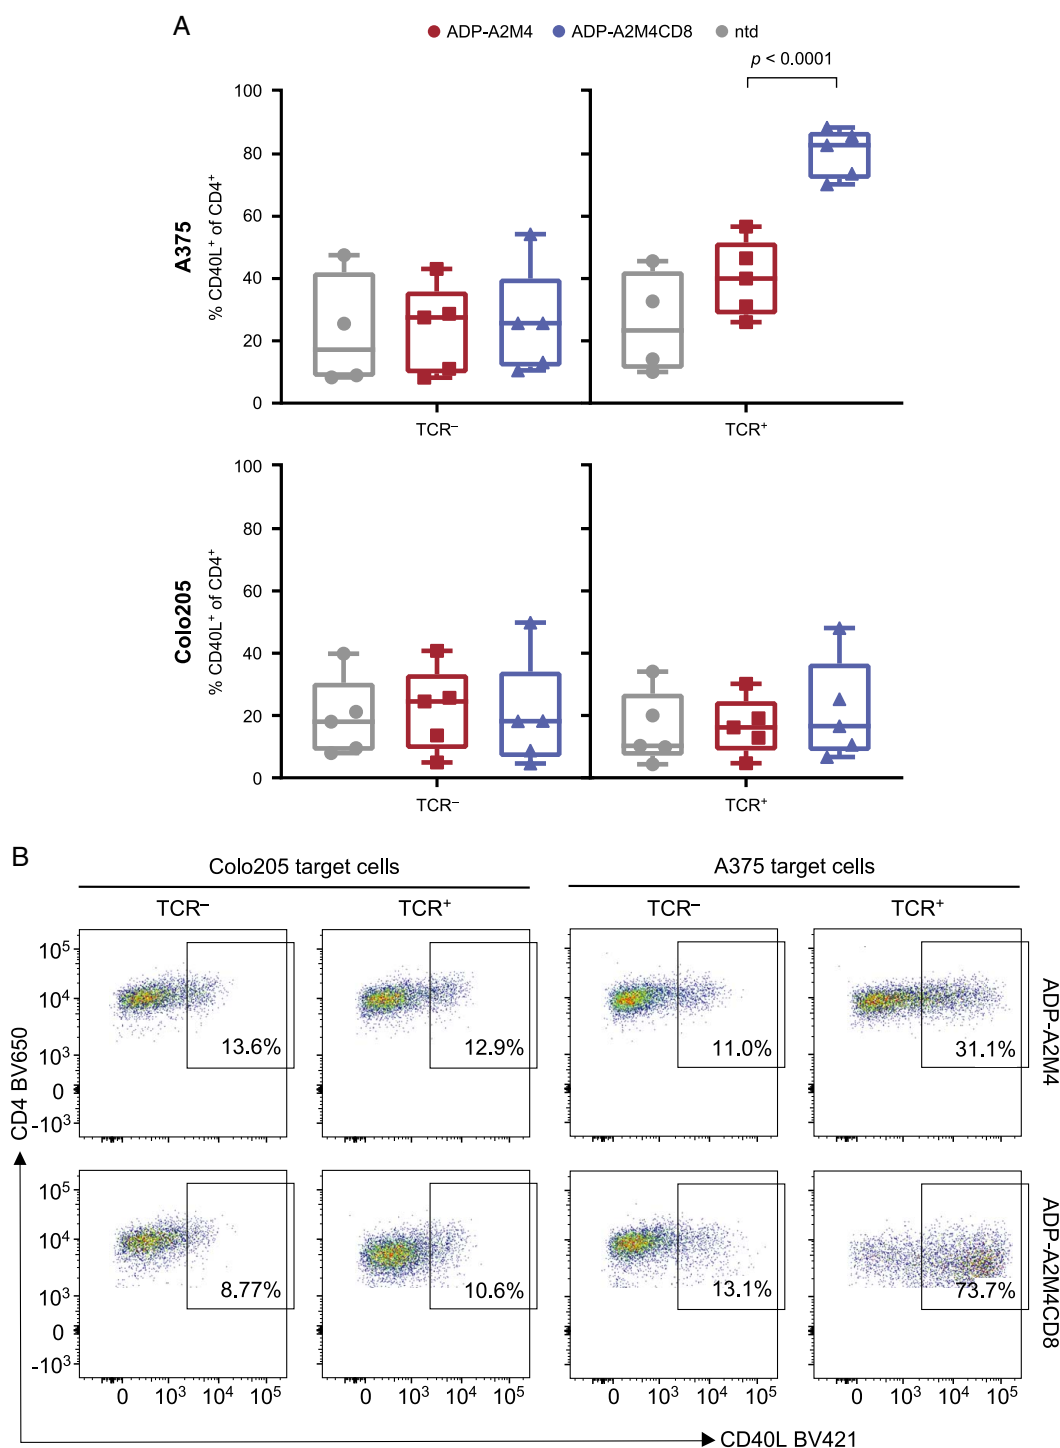 A
ADP-A2M4 ADP-A2M4CD8 ntd
p < 0.0001
A375
% CD40L⁺ of CD4⁺
100
80
60
40
20
0
TCR⁻ TCR⁺
Colo205
% CD40L⁺ of CD4⁺
100
80
60
40
20
0
TCR⁻ TCR⁺
B
Colo205 target cells A375 target cells
TCR⁻ TCR⁺ TCR⁻ TCR⁺
CD4 BV650
10⁵
10⁴
10³
0
-10³
13.6% 12.9% 11.0% 31.1%
ADP-A2M4
10⁵
10⁴
10³
0
-10³
8.77% 10.6% 13.1% 73.7%
ADP-A2M4CD8
0 10³ 10⁴ 10⁵ 0 10³ 10⁴ 10⁵ 0 10³ 10⁴ 10⁵ 0 10³ 10⁴ 10⁵
CD40L BV421